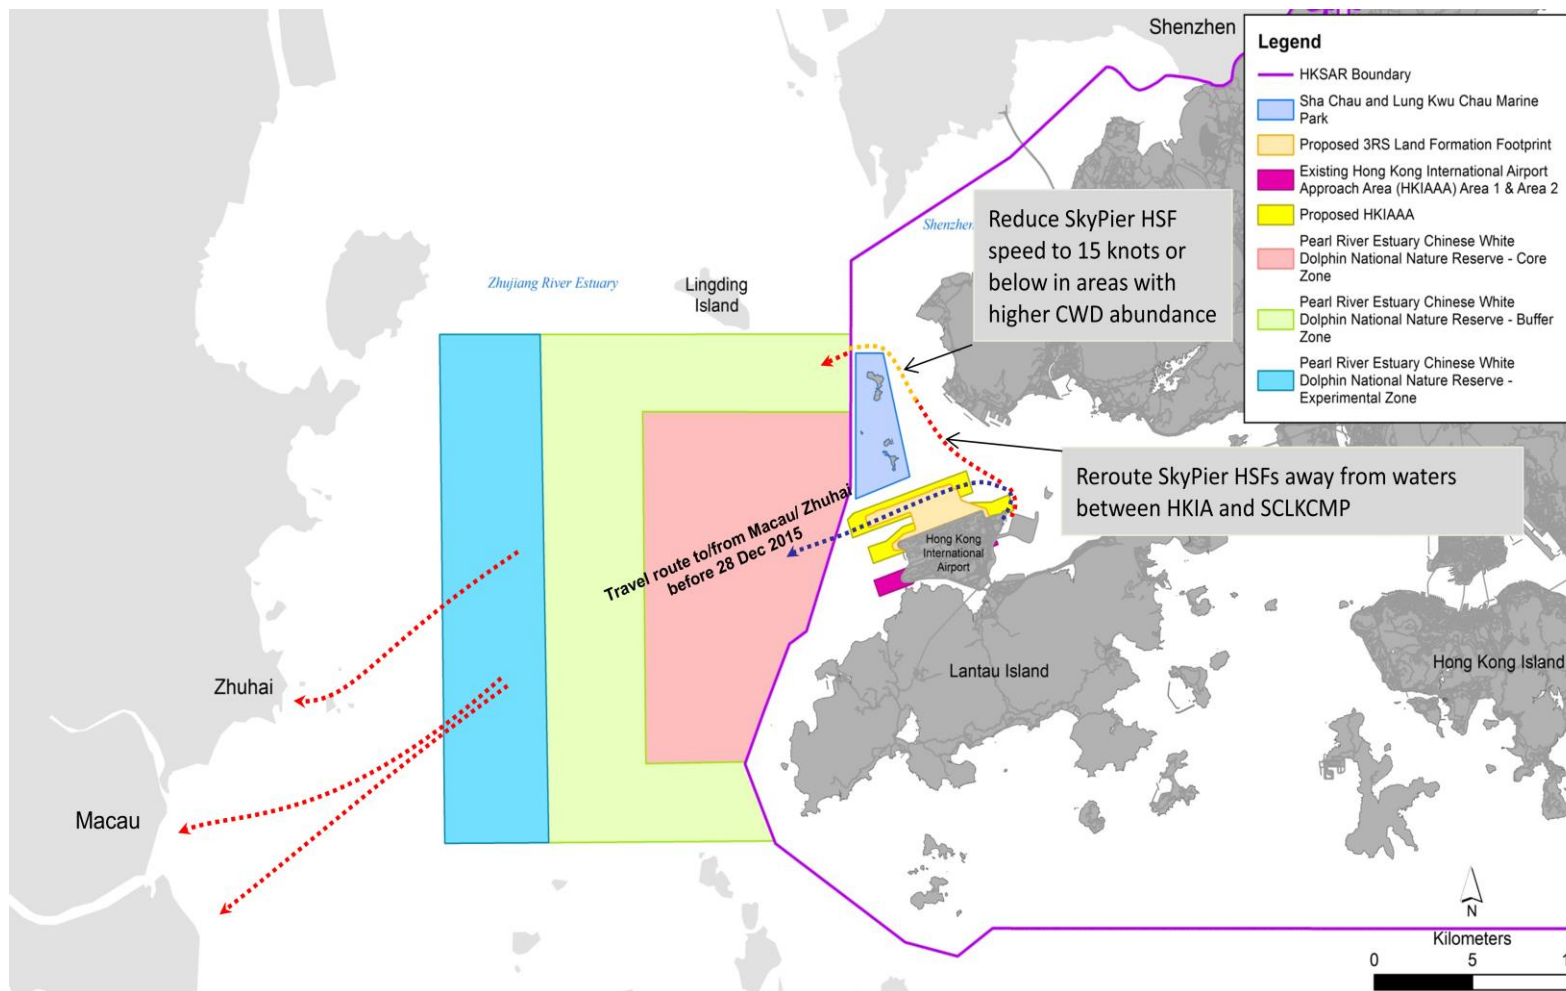 Shenzhen
Legend
HKSAR Boundary
Sha Chau and Lung Kwu Chau Marine
Park
Proposed 3RS Land Formation Footprint
Existing Hong Kong International Airport
Approach Area (HKIAAA) Area 1 & Area 2
Proposed HKIAAA
Pearl River Estuary Chinese White
Dolphin National Nature Reserve - Core
Zone
Pearl River Estuary Chinese White
Dolphin National Nature Reserve - Buffer
Zone
Pearl River Estuary Chinese White
Dolphin National Nature Reserve -
Experimental Zone
Reduce SkyPier HSF
speed to 15 knots or
below in areas with
higher CWD abundance
Shenzhen
Zhujiang River Estuary
Lingding
Island
Reroute SkyPier HSFs away from waters
between HKIA and SCLKCMP
Travel route to/from Macau/ Zhuhai
before 28 Dec 2015
Hong Kong
International
Airport
Zhuhai
Lantau Island
Hong Kong Island
Macau
N
Kilometers
0 5 1